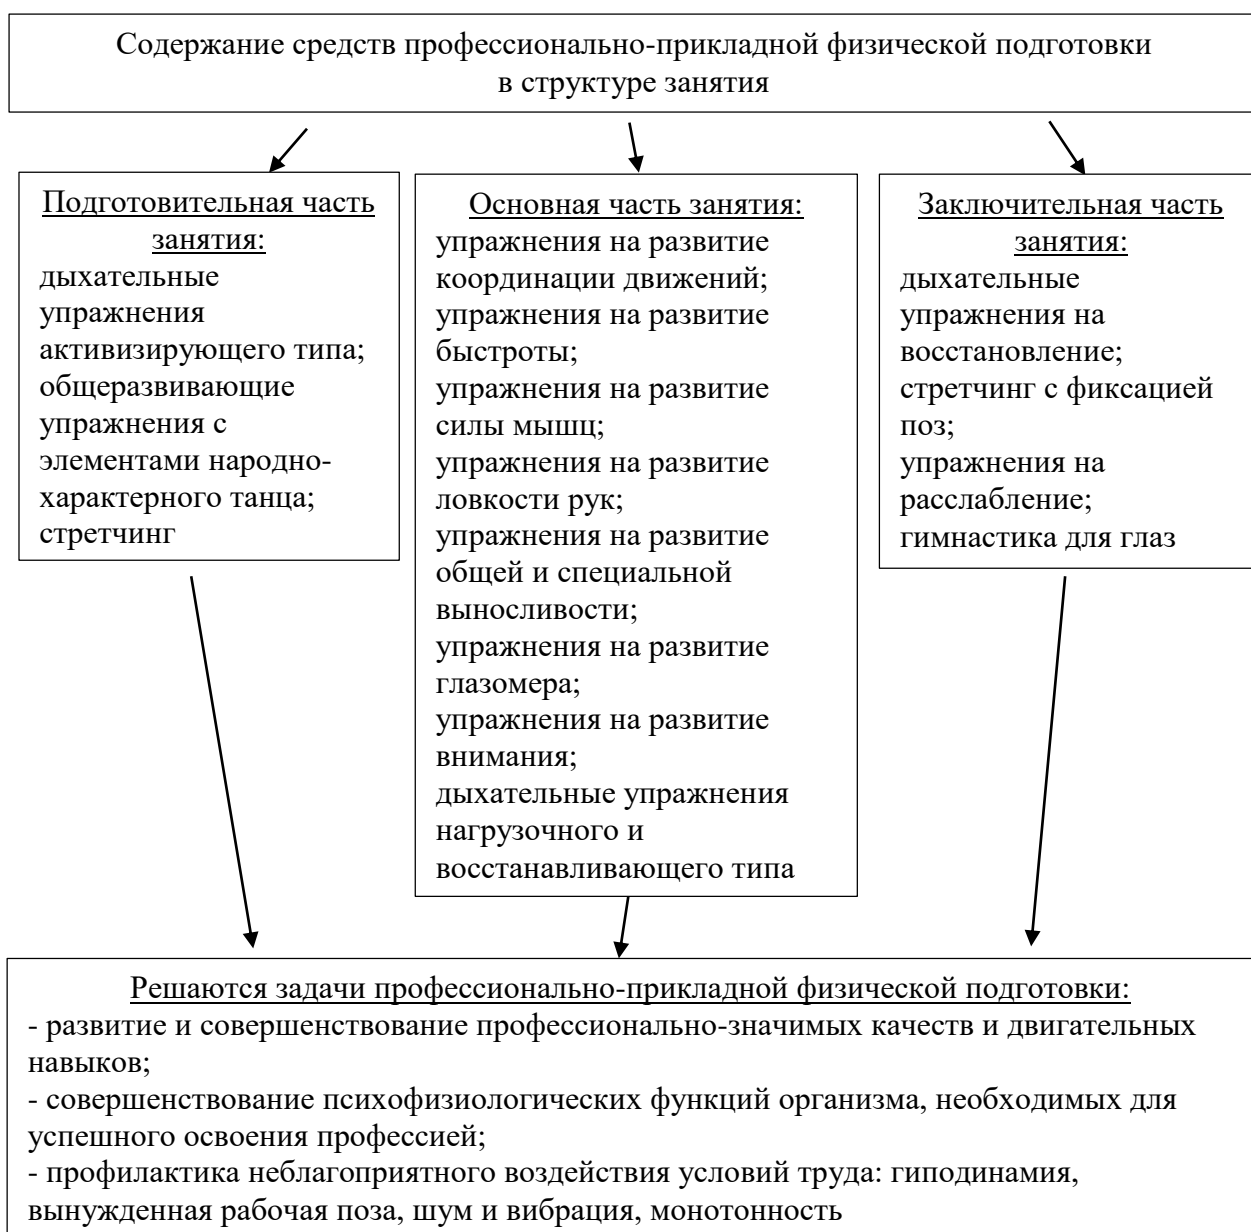 Содержание средств профессионально-прикладной физической подготовки
в структуре занятия
Подготовительная часть
занятия:
дыхательные
упражнения
активизирующего типа;
общеразвивающие
упражнения с
элементами народно-
характерного танца;
стретчинг
Основная часть занятия:
упражнения на развитие
координации движений;
упражнения на развитие
быстроты;
упражнения на развитие
силы мышц;
упражнения на развитие
ловкости рук;
упражнения на развитие
общей и специальной
выносливости;
упражнения на развитие
глазомера;
упражнения на развитие
внимания;
дыхательные упражнения
нагрузочного и
восстанавливающего типа
Заключительная часть
занятия:
дыхательные
упражнения на
восстановление;
стретчинг с фиксацией
поз;
упражнения на
расслабление;
гимнастика для глаз
Решаются задачи профессионально-прикладной физической подготовки:
- развитие и совершенствование профессионально-значимых качеств и двигательных
навыков;
- совершенствование психофизиологических функций организма, необходимых для
успешного освоения профессией;
- профилактика неблагоприятного воздействия условий труда: гиподинамия,
вынужденная рабочая поза, шум и вибрация, монотонность